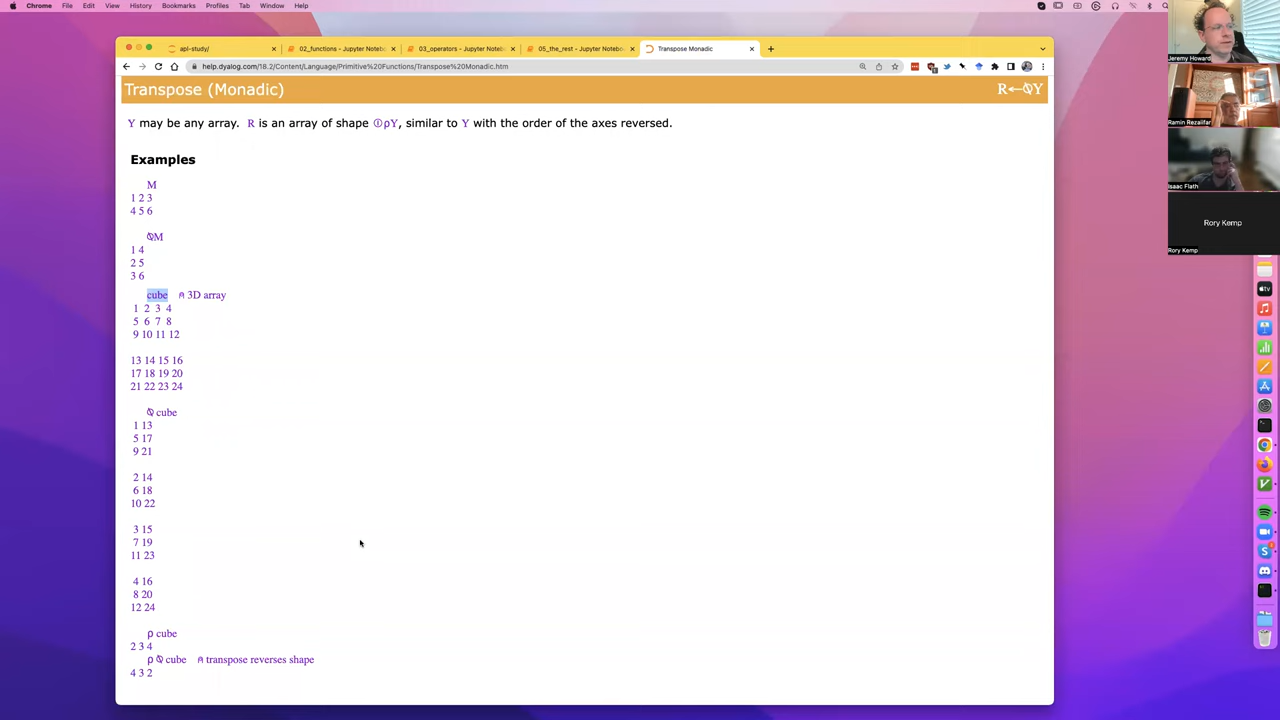 Chrome File Edit View History Bookmarks Profiles Tab Window Help
apl-study/ 02_functions - Jupyter Notebo 03_operators - Jupyter Notebo 05_the_rest - Jupyter Notebo Transpose Monadic
help.dyalog.com/18.2/Content/Language/Primitive%20Functions/Transpose%20Monadic.htm
Transpose (Monadic) R←⍉Y
Y may be any array. R is an array of shape ⌽⍴Y, similar to Y with the order of the axes reversed.
Examples
M
1 2 3
4 5 6
⍉M
1 4
2 5
3 6
cube ⍝ 3D array
1 2 3 4
5 6 7 8
9 10 11 12
13 14 15 16
17 18 19 20
21 22 23 24
⍉ cube
1 13
5 17
9 21
2 14
6 18
10 22
3 15
7 19
11 23
4 16
8 20
12 24
⍴ cube
2 3 4
⍴ ⍉ cube ⍝ transpose reverses shape
4 3 2
Jeremy Howard
Ramin Rezaiifar
Isaac Flath
Rory Kemp
Rory Kemp